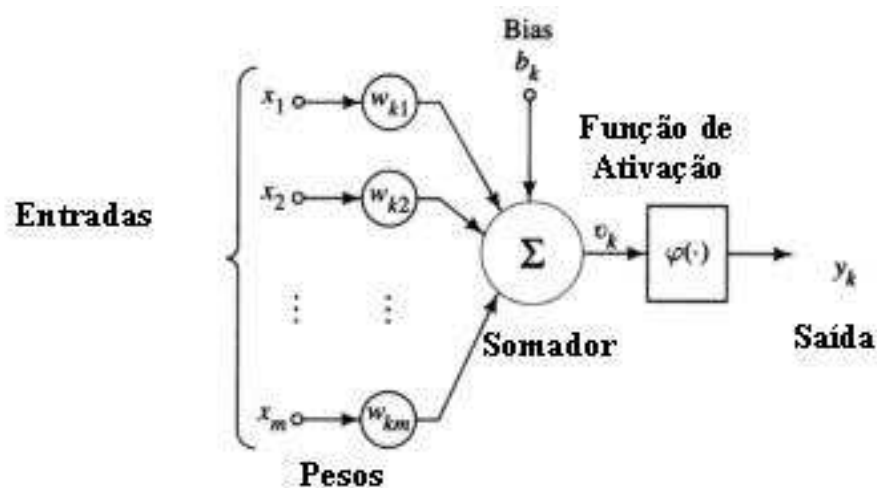 Bias
b_k
x_1 w_k1
Função de
Ativação
x_2 w_k2
Entradas
Σ
v_k
φ(·)
y_k
⋮ ⋮
Somador
Saída
x_m w_km
Pesos